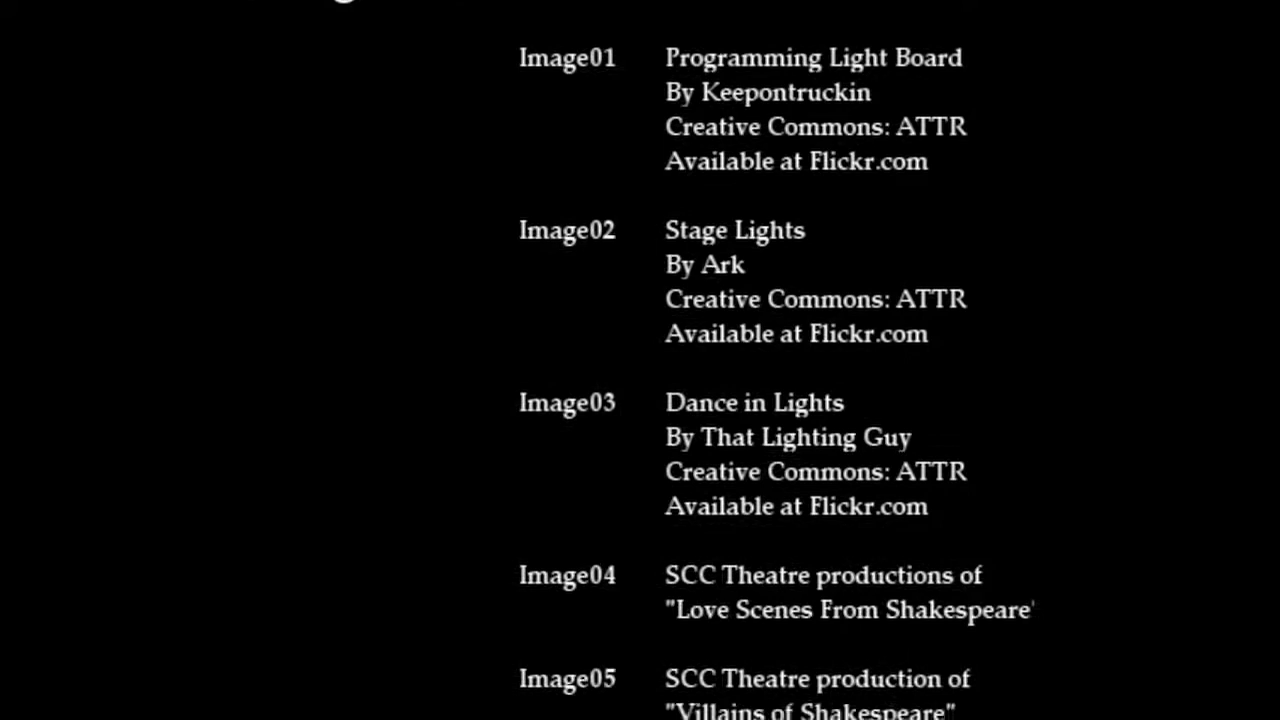 Image01 Programming Light Board
By Keepontruckin
Creative Commons: ATTR
Available at Flickr.com
Image02 Stage Lights
By Ark
Creative Commons: ATTR
Available at Flickr.com
Image03 Dance in Lights
By That Lighting Guy
Creative Commons: ATTR
Available at Flickr.com
Image04 SCC Theatre productions of
"Love Scenes From Shakespeare'
Image05 SCC Theatre production of
"Villains of Shakespeare"